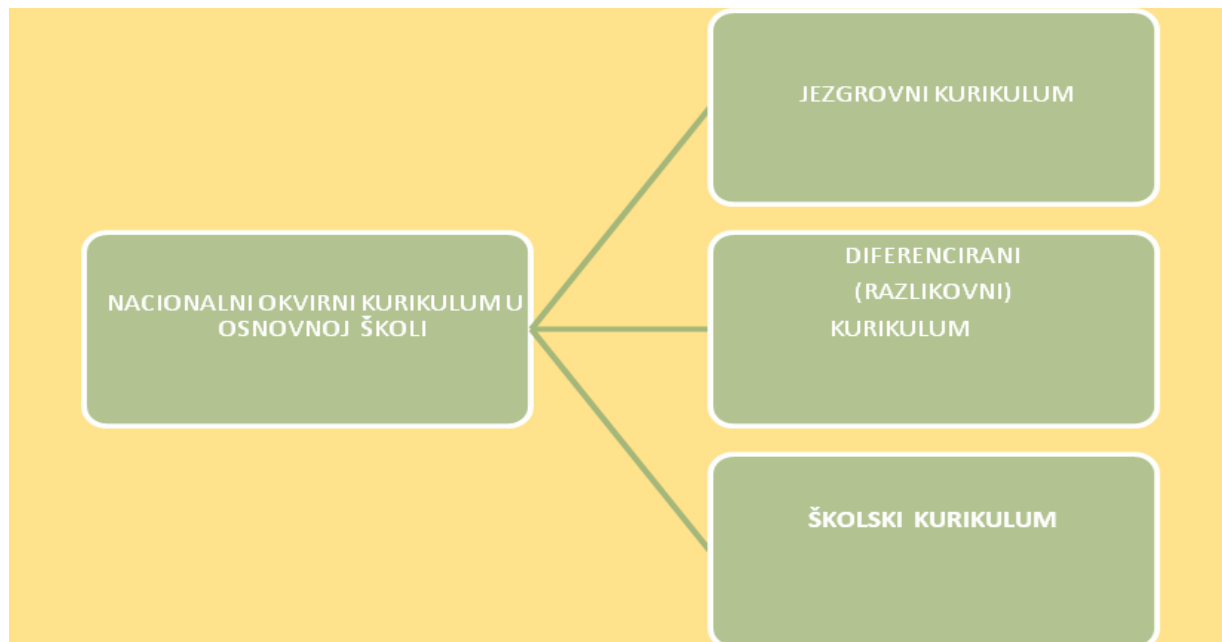 JEZGROVNI KURIKULUM
NACIONALNI OKVIRNI KURIKULUM U
OSNOVNOJ ŠKOLI
DIFERENCIRANI
(RAZLIKOVNI)
KURIKULUM
ŠKOLSKI KURIKULUM